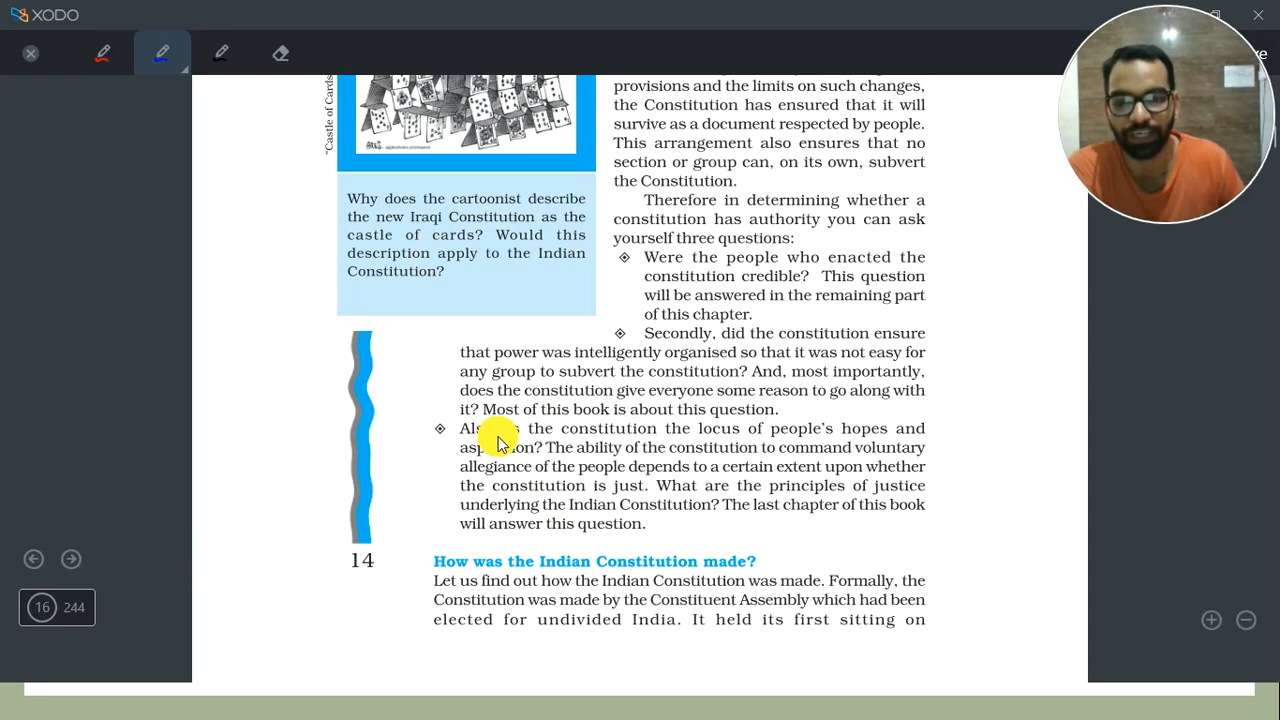 XODO
ve
"Castle of Cards
provisions and the limits on such changes,
the Constitution has ensured that it will
survive as a document respected by people.
This arrangement also ensures that no
section or group can, on its own, subvert
the Constitution.
Therefore in determining whether a
constitution has authority you can ask
yourself three questions:
Were the people who enacted the
constitution credible? This question
will be answered in the remaining part
of this chapter.
Secondly, did the constitution ensure
that power was intelligently organised so that it was not easy for
any group to subvert the constitution? And, most importantly,
does the constitution give everyone some reason to go along with
it? Most of this book is about this question.
the constitution the locus of people's hopes and
The ability of the constitution to command voluntary
allegiance of the people depends to a certain extent upon whether
the constitution is just. What are the principles of justice
underlying the Indian Constitution? The last chapter of this book
will answer this question.
Why does the cartoonist describe
the new Iraqi Constitution as the
castle of cards? Would this
description apply to the Indian
Constitution?
14
How was the Indian Constitution made?
Let us find out how the Indian Constitution was made. Formally, the
Constitution was made by the Constituent Assembly which had been
elected for undivided India. It held its first sitting on
16 244